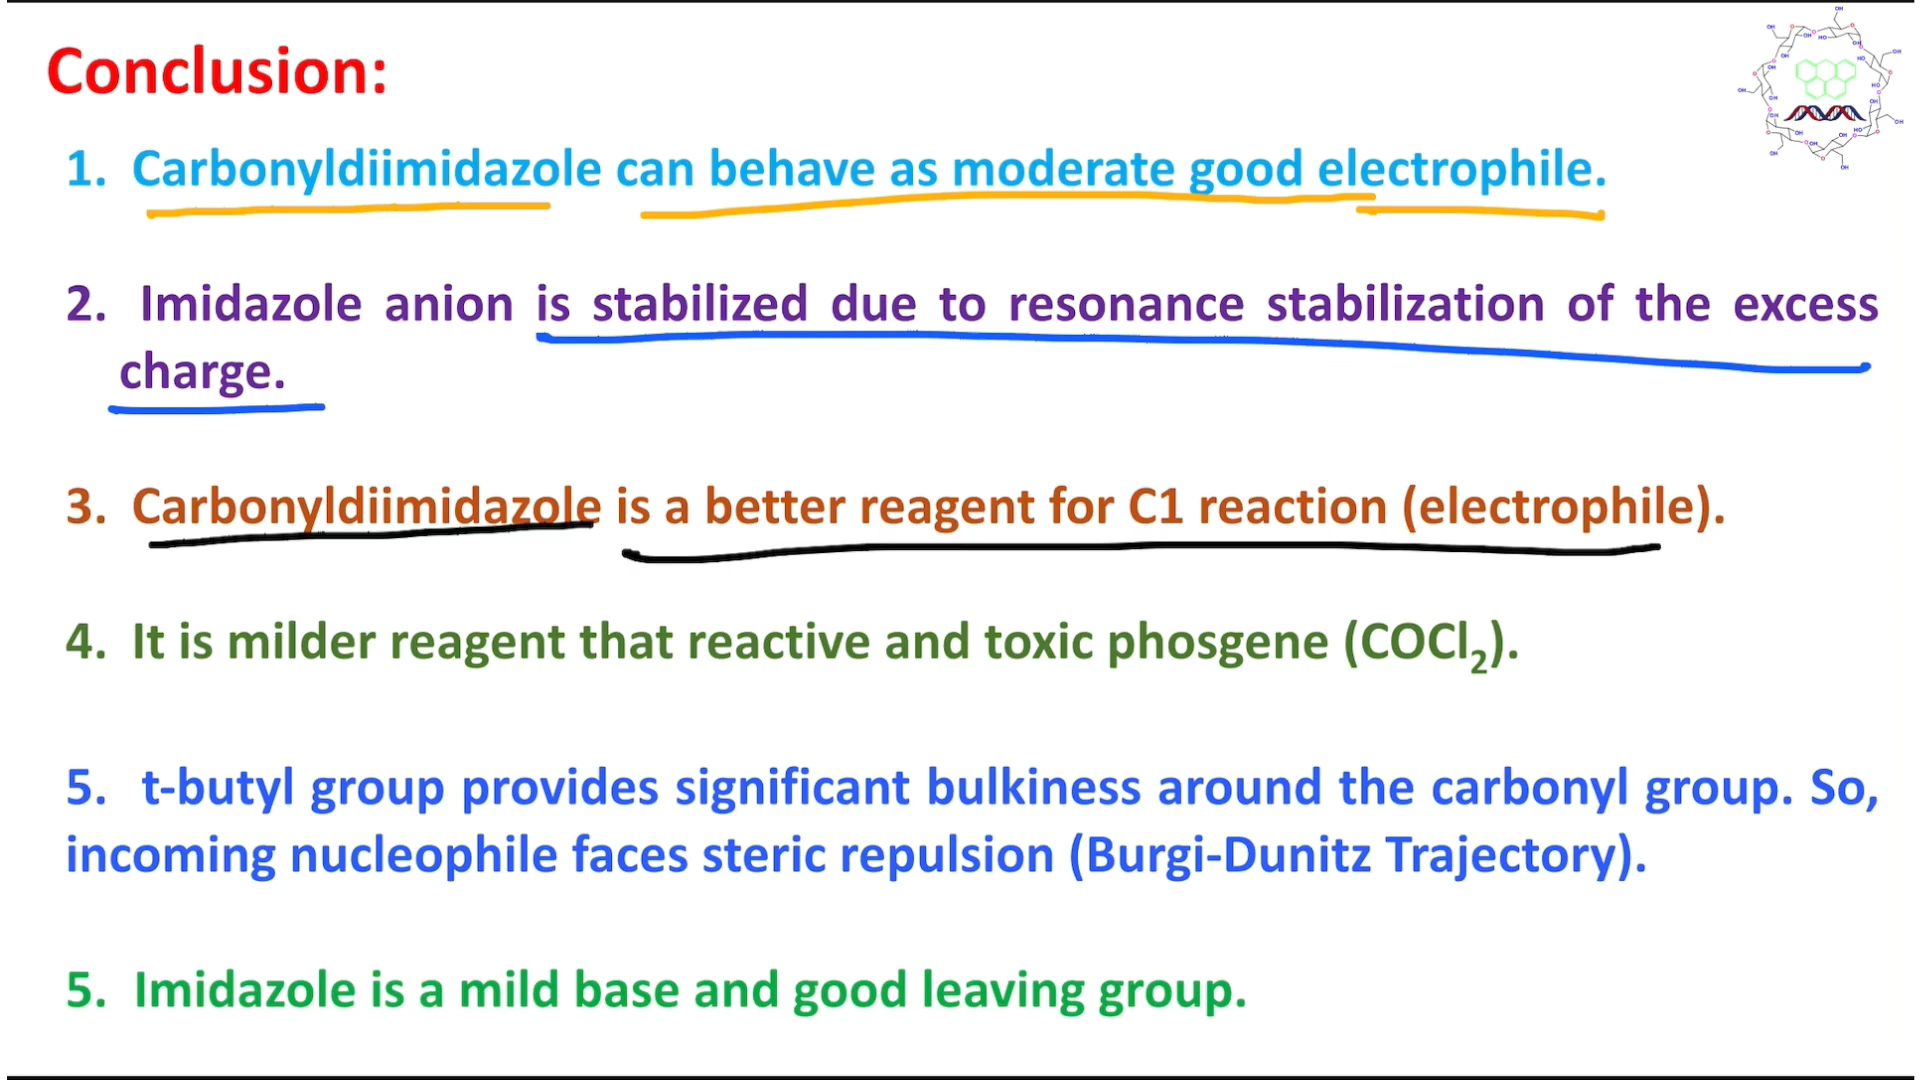 Conclusion:
1. Carbonyldiimidazole can behave as moderate good electrophile.
2. Imidazole anion is stabilized due to resonance stabilization of the excess
charge.
3. Carbonyldiimidazole is a better reagent for C1 reaction (electrophile).
4. It is milder reagent that reactive and toxic phosgene (COCl₂).
5. t-butyl group provides significant bulkiness around the carbonyl group. So,
incoming nucleophile faces steric repulsion (Burgi-Dunitz Trajectory).
5. Imidazole is a mild base and good leaving group.